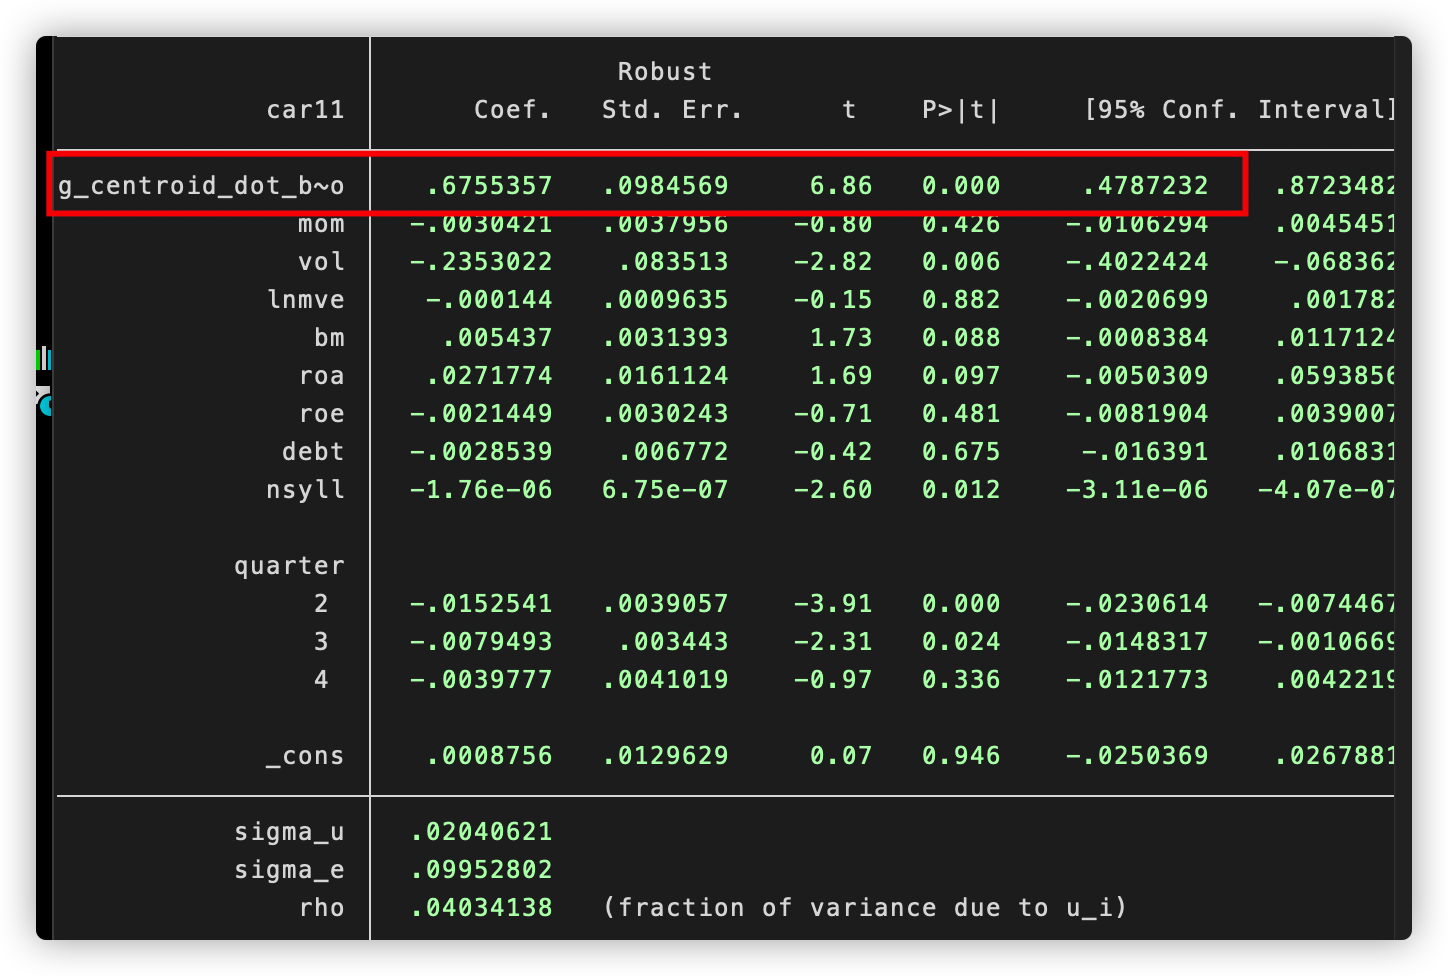 Robust
car11 Coef. Std. Err. t P>|t| [95% Conf. Interval]
g_centroid_dot_b~o .6755357 .0984569 6.86 0.000 .4787232 .8723482
mom -.0030421 .0037956 -0.80 0.426 -.0106294 .0045451
vol -.2353022 .083513 -2.82 0.006 -.4022424 -.068362
lnmve -.000144 .0009635 -0.15 0.882 -.0020699 .001782
bm .005437 .0031393 1.73 0.088 -.0008384 .0117124
roa .0271774 .0161124 1.69 0.097 -.0050309 .0593856
roe -.0021449 .0030243 -0.71 0.481 -.0081904 .0039007
debt -.0028539 .006772 -0.42 0.675 -.016391 .0106831
nsyll -1.76e-06 6.75e-07 -2.60 0.012 -3.11e-06 -4.07e-07
quarter
2 -.0152541 .0039057 -3.91 0.000 -.0230614 -.0074467
3 -.0079493 .003443 -2.31 0.024 -.0148317 -.0010669
4 -.0039777 .0041019 -0.97 0.336 -.0121773 .0042219
_cons .0008756 .0129629 0.07 0.946 -.0250369 .0267881
sigma_u .02040621
sigma_e .09952802
rho .04034138 (fraction of variance due to u_i)